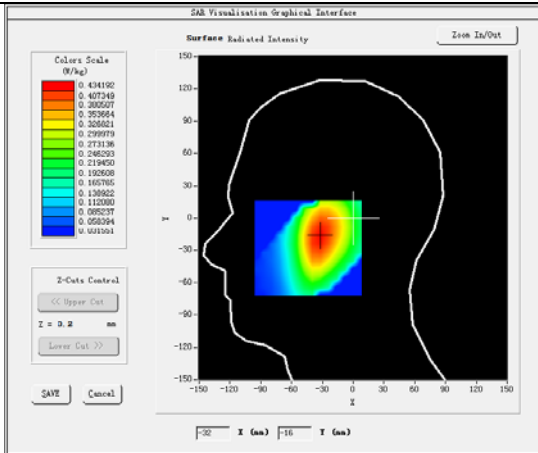 SAR Visualisation Graphical Interface
Surface Radiated Intensity
Zoom In/Out
Colors Scale
(W/kg)
0.434192
0.407349
0.380507
0.353664
0.326821
0.299979
0.273136
0.246293
0.219450
0.192608
0.165765
0.138922
0.112080
0.085237
0.058394
0.031551
Z-Cuts Control
<< Upper Cut
Z = 0.2 mm
Lower Cut >>
SAVE
Cancel
Y
150
120
90
60
30
0
-30
-60
-90
-120
-150
-150 -120 -90 -60 -30 0 30 60 90 120 150
X
-32 X (mm) -16 Y (mm)